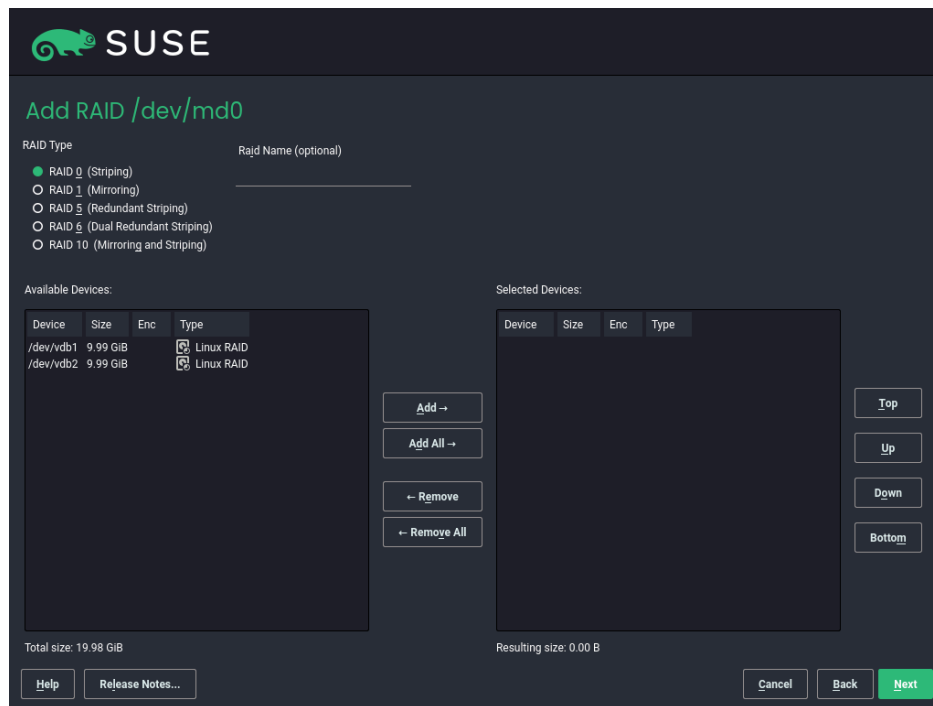 SUSE
Add RAID /dev/md0
RAID Type
Raid Name (optional)
RAID 0 (Striping)
RAID 1 (Mirroring)
RAID 5 (Redundant Striping)
RAID 6 (Dual Redundant Striping)
RAID 10 (Mirroring and Striping)
Available Devices:
Device Size Enc Type
/dev/vdb1 9.99 GiB Linux RAID
/dev/vdb2 9.99 GiB Linux RAID
Total size: 19.98 GiB
Add →
Add All →
← Remove
← Remove All
Selected Devices:
Device Size Enc Type
Resulting size: 0.00 B
Top
Up
Down
Bottom
Help Release Notes... Cancel Back Next